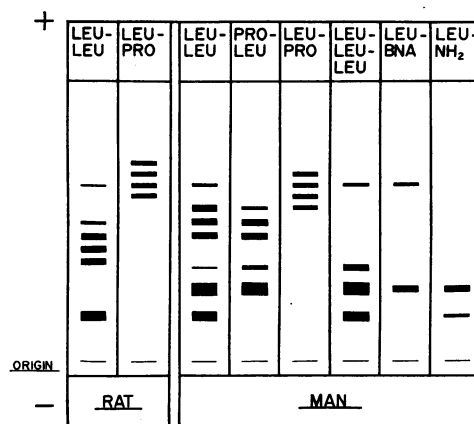 +
LEU-
LEU
LEU-
PRO
LEU-
LEU
PRO-
LEU
LEU-
PRO
LEU-
LEU-
LEU
LEU-
BNA
LEU-
NH₂
ORIGIN
—
RAT
MAN